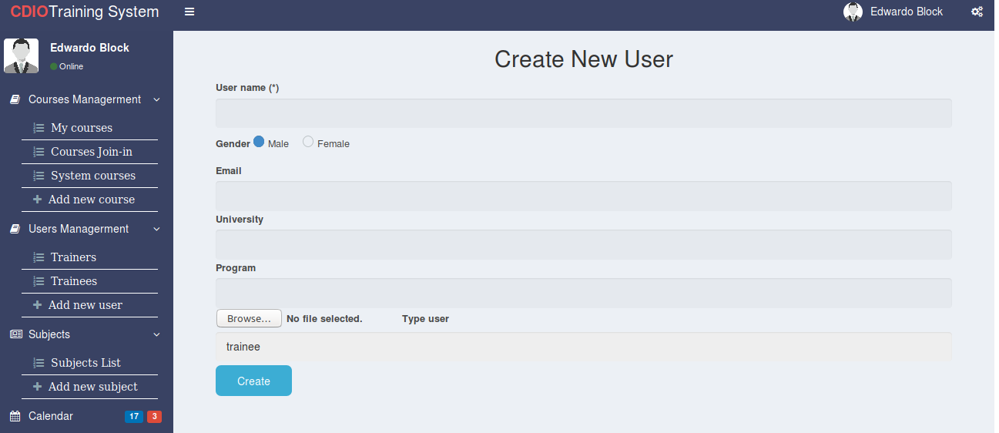 CDIOTraining System
Edwardo Block
Edwardo Block
Online
Courses Managerment
My courses
Courses Join-in
System courses
Add new course
Users Managerment
Trainers
Trainees
Add new user
Subjects
Subjects List
Add new subject
Calendar 17 3
Create New User
User name (*)
Gender Male Female
Email
University
Program
Browse... No file selected. Type user
trainee
Create